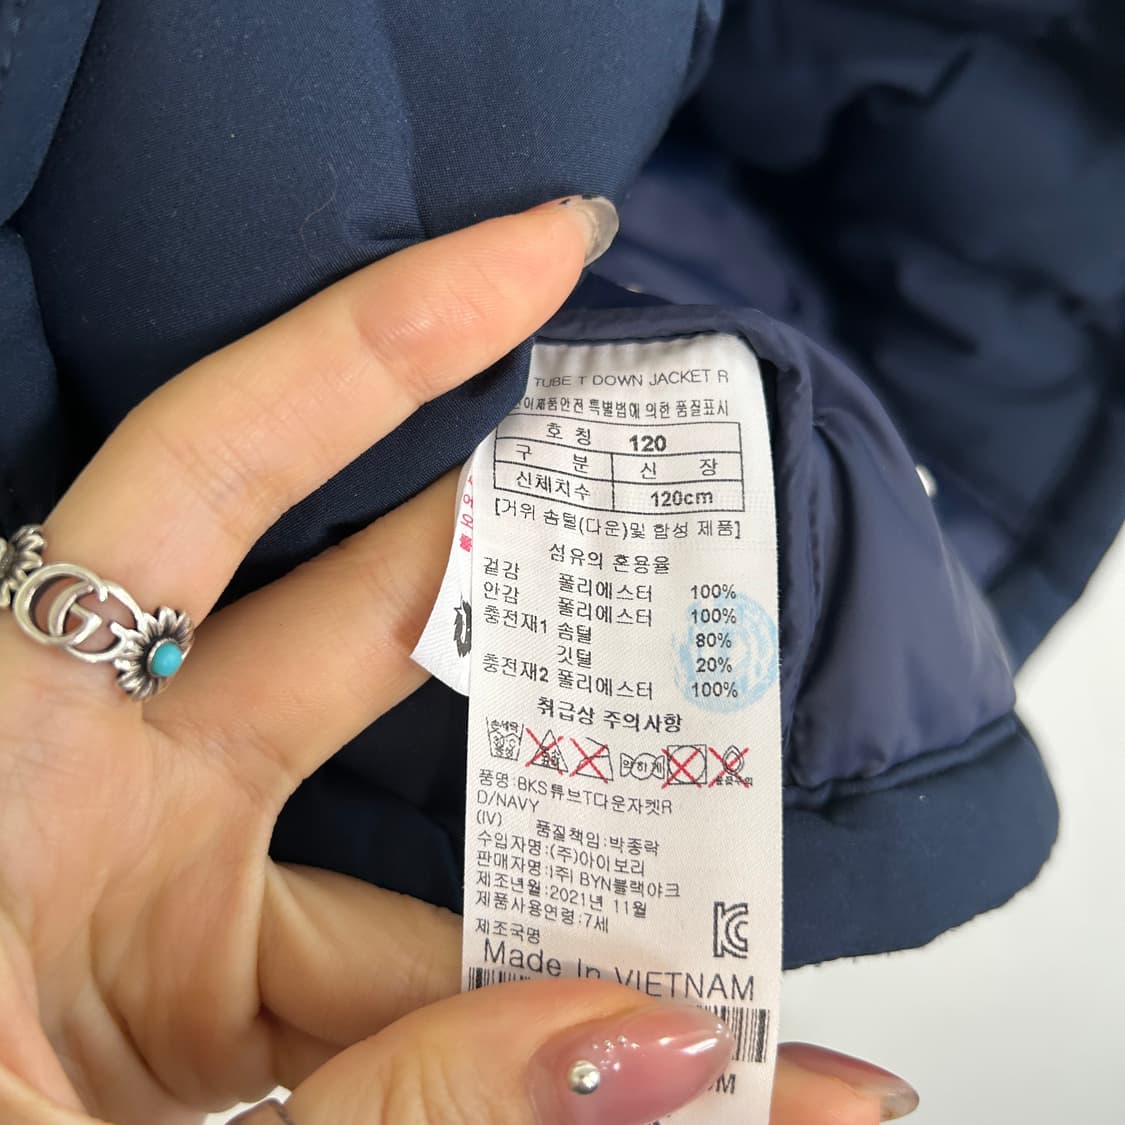 TUBE T DOWN JACKET R
어린이제품안전 특별법에 의한 품질표시
호 칭 120
구 분 신 장
신체치수 120cm
[거위 솜털(다운)및 합성 제품]
섬유의 혼용율
겉감 폴리에스터 100%
안감 폴리에스터 100%
충전재1 솜털 80%
깃털 20%
충전재2 폴리에스터 100%
취급상 주의사항
손세탁
약하게
품명:BKS튜브T다운자켓R
D/NAVY
(IV) 품질책임:박종락
수입자명:(주)아이보리
판매자명:(주) BYN블랙야크
제조년월:2021년 11월
제품사용연령:7세
제조국명
Made In VIETNAM